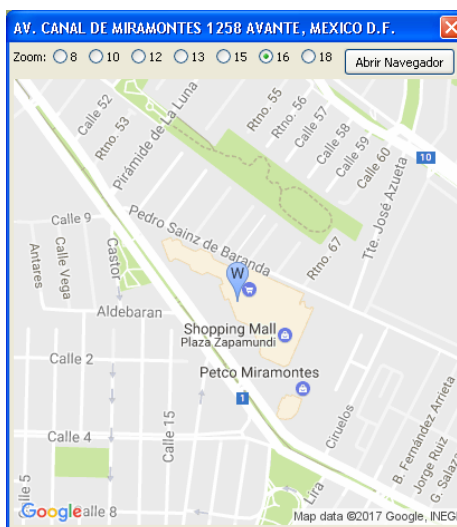 AV. CANAL DE MIRAMONTES 1258 AVANTE, MEXICO D.F.
Zoom: 8 10 12 13 15 16 18 Abrir Navegador
Calle 52
Rtno. 53
Pirámide de La Luna
Rtno. 55
Rtno. 56
Calle 57
Calle 58
Calle 59
Calle 60
10
Tte. José Azueta
Calle 9
Pedro Sainz de Baranda
Rtno. 67
Antares
Calle Vega
Castor
W
Aldebaran
Shopping Mall
Plaza Zapamundi
Calle 2
Petco Miramontes
1
Calle 15
Calle 4
Ciruelos
B. Fernández Arrieta
Jorge Ruiz
G. Salaza
Calle 5
Lira
Google
Calle 8
Map data ©2017 Google, INEGI